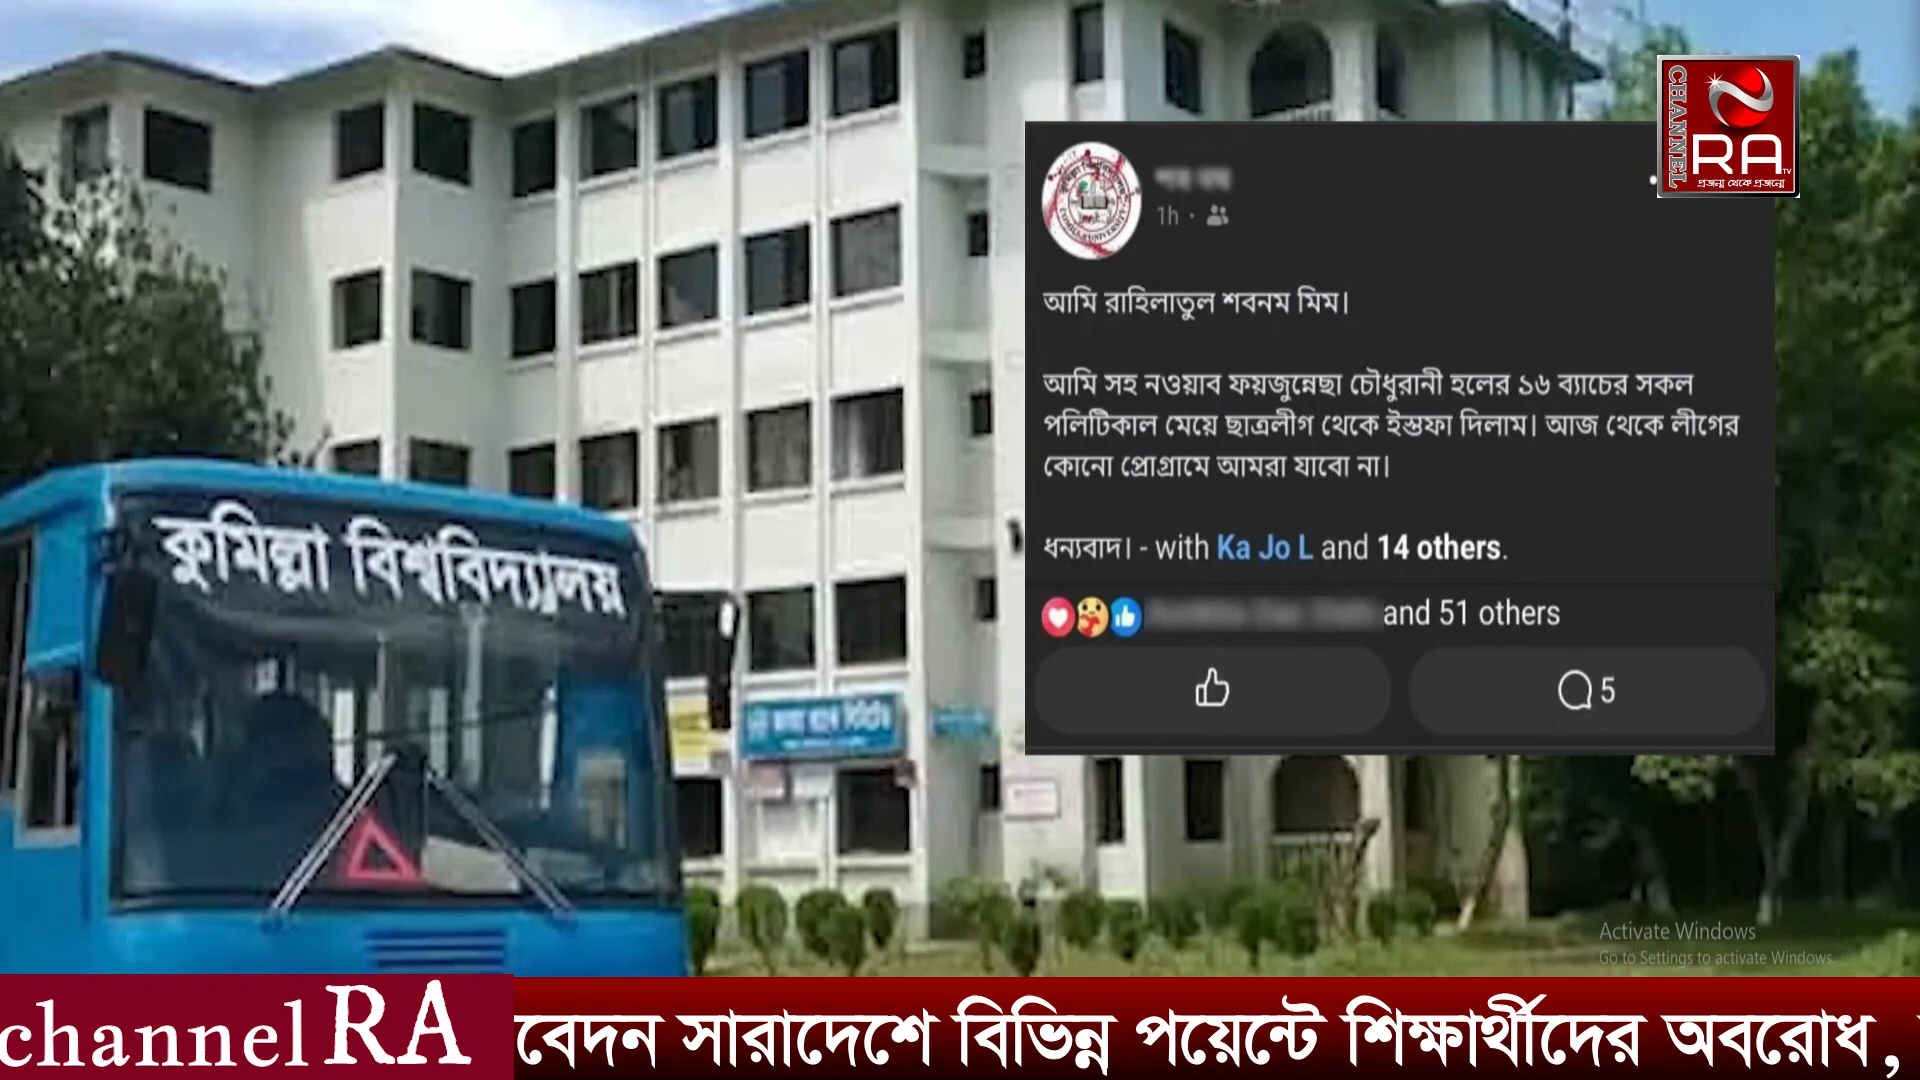 CHANNEL
RA
TV
প্রজন্ম থেকে প্রজন্মে
1h ·
আমি রাহিলাতুল শবনম মিম।
আমি সহ নওয়াব ফয়জুন্নেছা চৌধুরানী হলের ১৬ ব্যাচের সকল
পলিটিকাল মেয়ে ছাত্রলীগ থেকে ইস্তফা দিলাম। আজ থেকে লীগের
কোনো প্রোগ্রামে আমরা যাবো না।
ধন্যবাদ। - with Ka Jo L and 14 others.
and 51 others
5
কুমিল্লা বিশ্ববিদ্যালয়
Activate Windows
Go to Settings to activate Windows.
channel RA
বেদন সারাদেশে বিভিন্ন পয়েন্টে শিক্ষার্থীদের অবরোধ,